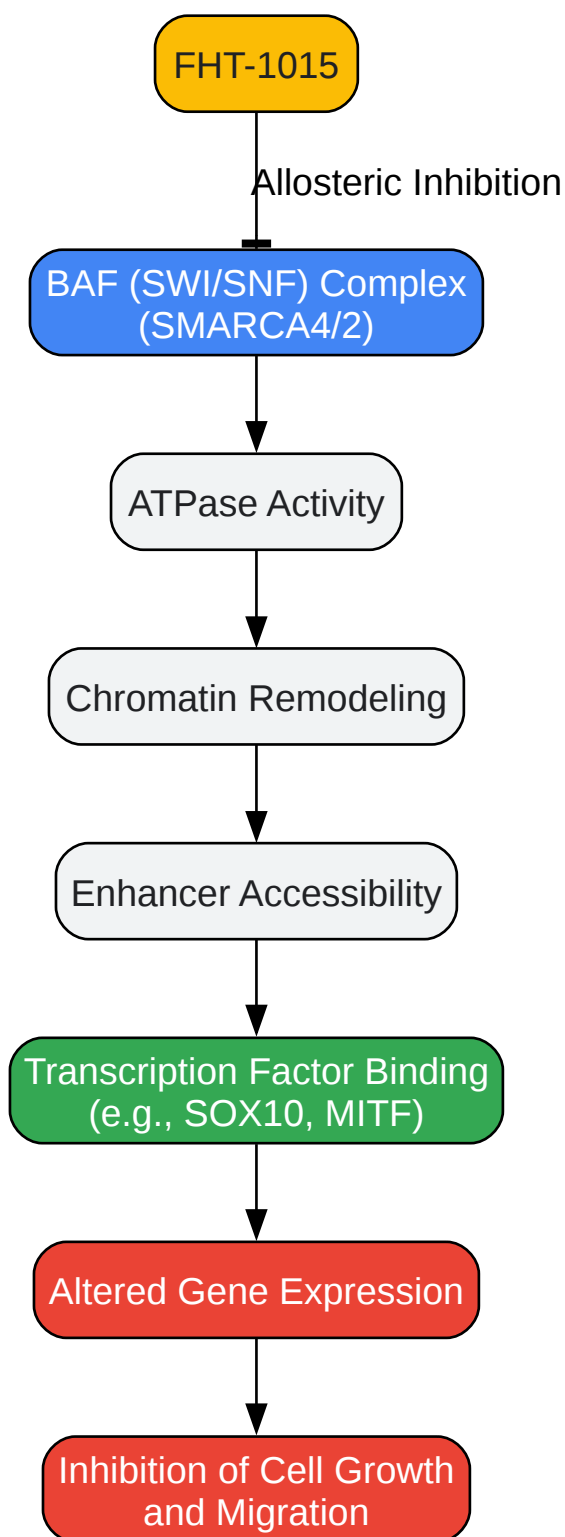 FHT-1015
Allosteric Inhibition
BAF (SWI/SNF) Complex
(SMARCA4/2)
ATPase Activity
Chromatin Remodeling
Enhancer Accessibility
Transcription Factor Binding
(e.g., SOX10, MITF)
Altered Gene Expression
Inhibition of Cell Growth
and Migration